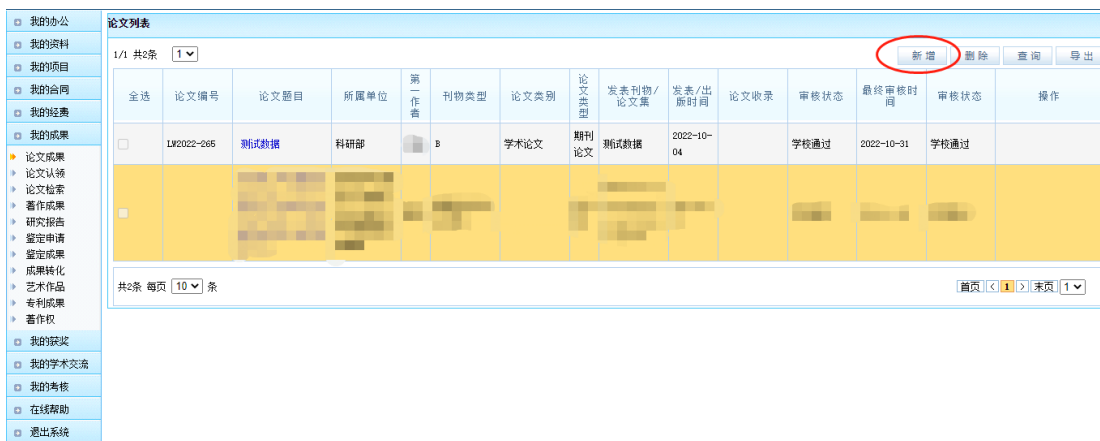 我的办公
我的资料
我的项目
我的合同
我的经费
我的成果
论文成果
论文认领
论文检索
著作成果
研究报告
鉴定申请
鉴定成果
成果转化
艺术作品
专利成果
著作权
我的获奖
我的学术交流
我的考核
在线帮助
退出系统
论文列表
1/1 共2条 1
新增 删除 查询 导出
全选 论文编号 论文题目 所属单位 第一作者 刊物类型 论文类别 论文类型 发表刊物/论文集 发表/出版时间 论文收录 审核状态 最终审核时间 审核状态 操作
LW2022-265 测试数据 科研部 B 学术论文 期刊论文 测试数据 2022-10-04 学校通过 2022-10-31 学校通过
共2条 每页 10 条
首页 < 1 > 末页 1